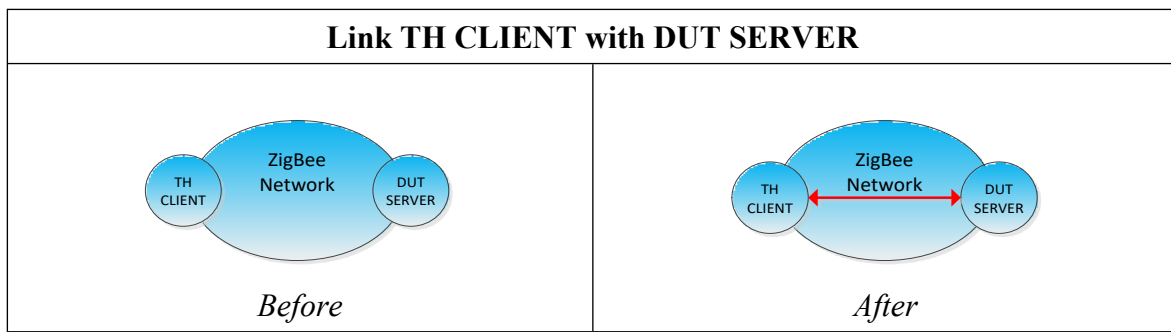 Link TH CLIENT with DUT SERVER
ZigBee
Network
TH
CLIENT
DUT
SERVER
Before
ZigBee
Network
TH
CLIENT
DUT
SERVER
After